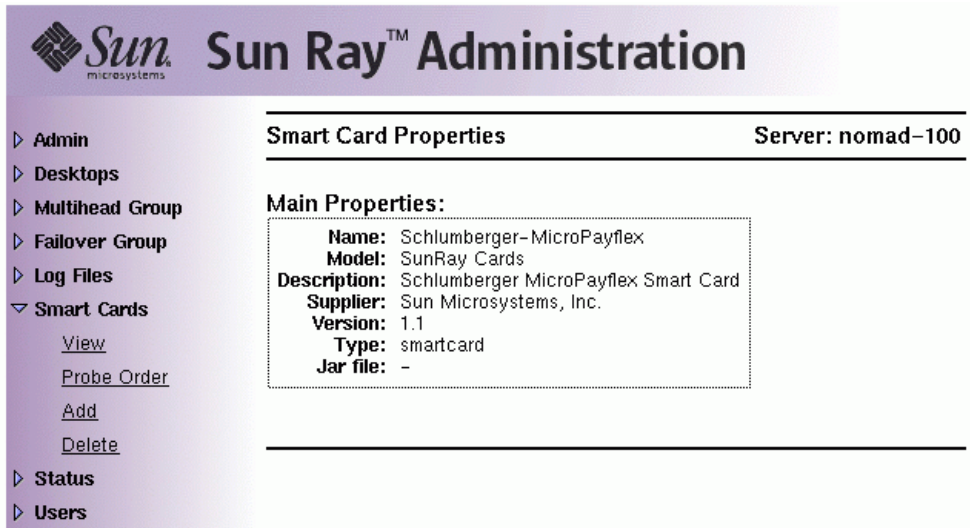 Sun
microsystems
Sun Ray™ Administration
Admin
Desktops
Multihead Group
Failover Group
Log Files
Smart Cards
View
Probe Order
Add
Delete
Status
Users
Smart Card Properties Server: nomad-100
Main Properties:
Name: Schlumberger-MicroPayflex
Model: SunRay Cards
Description: Schlumberger MicroPayflex Smart Card
Supplier: Sun Microsystems, Inc.
Version: 1.1
Type: smartcard
Jar file: -